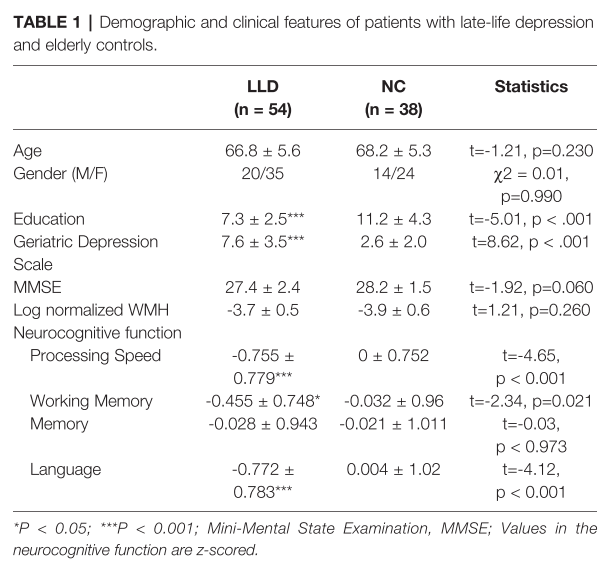 TABLE 1 | Demographic and clinical features of patients with late-life depression
and elderly controls.
LLD NC Statistics
(n = 54) (n = 38)
Age 66.8 ± 5.6 68.2 ± 5.3 t=-1.21, p=0.230
Gender (M/F) 20/35 14/24 χ2 = 0.01,
p=0.990
Education 7.3 ± 2.5*** 11.2 ± 4.3 t=-5.01, p < .001
Geriatric Depression 7.6 ± 3.5*** 2.6 ± 2.0 t=8.62, p < .001
Scale
MMSE 27.4 ± 2.4 28.2 ± 1.5 t=-1.92, p=0.060
Log normalized WMH -3.7 ± 0.5 -3.9 ± 0.6 t=1.21, p=0.260
Neurocognitive function
Processing Speed -0.755 ± 0 ± 0.752 t=-4.65,
0.779*** p < 0.001
Working Memory -0.455 ± 0.748* -0.032 ± 0.96 t=-2.34, p=0.021
Memory -0.028 ± 0.943 -0.021 ± 1.011 t=-0.03,
p < 0.973
Language -0.772 ± 0.004 ± 1.02 t=-4.12,
0.783*** p < 0.001
*P < 0.05; ***P < 0.001; Mini-Mental State Examination, MMSE; Values in the
neurocognitive function are z-scored.